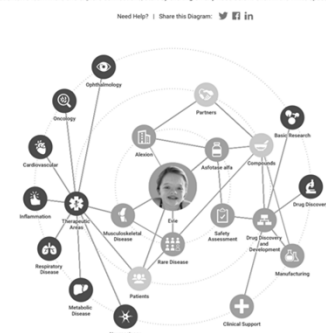 Need Help? | Share this Diagram:
Ophthalmology
Oncology
Partners
Basic Research
Alexion
Cardiovascular
Asfotase alfa
Compounds
Drug Discover
Inflammation
Therapeutic
Areas
Evie
Musculoskeletal
Disease
Safety
Assessment
Drug Discovery
and
Development
Respiratory
Disease
Rare Disease
Manufacturing
Patients
Metabolic
Disease
Clinical Support